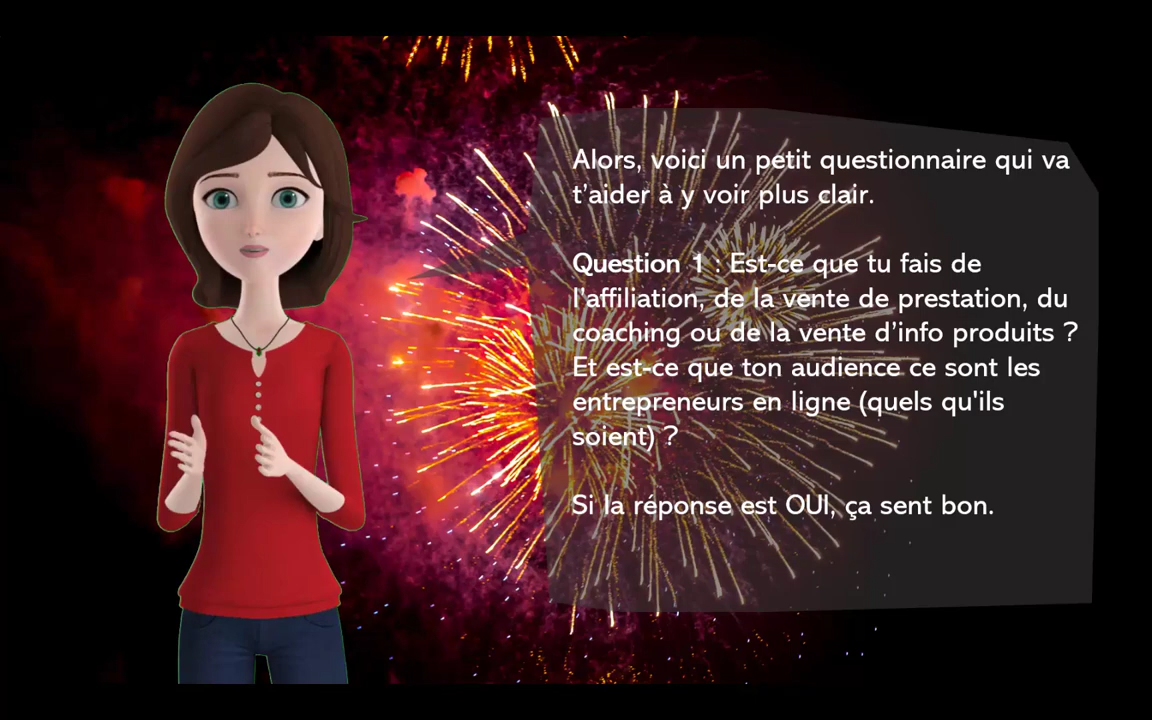 Alors, voici un petit questionnaire qui va
t’aider à y voir plus clair.
Question 1 : Est-ce que tu fais de
l'affiliation, de la vente de prestation, du
coaching ou de la vente d’info produits ?
Et est-ce que ton audience ce sont les
entrepreneurs en ligne (quels qu'ils
soient) ?
Si la réponse est OUI, ça sent bon.